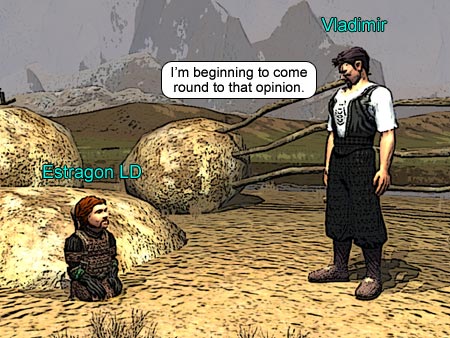 Vladimir
I'm beginning to come
round to that opinion.
Estragon LD